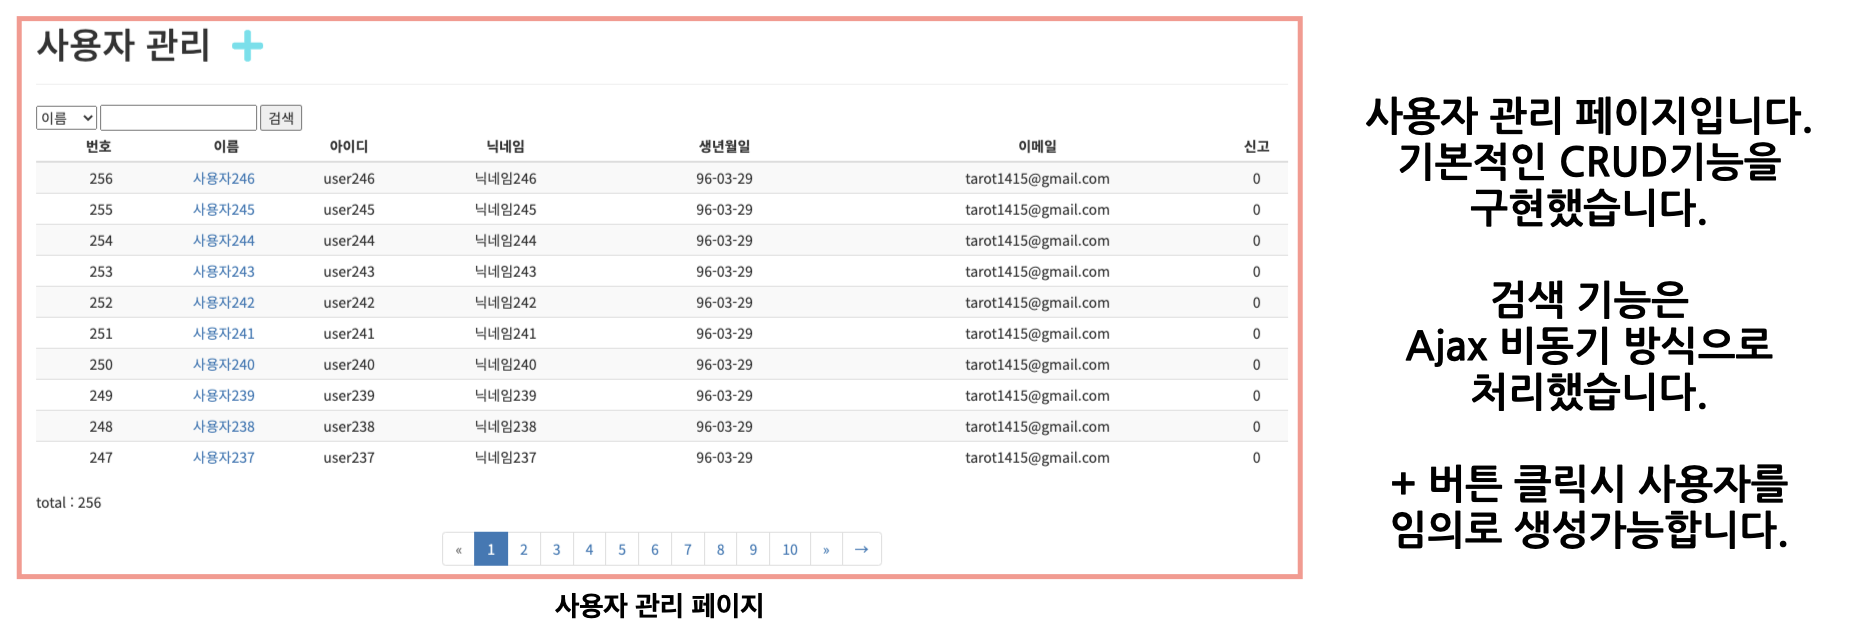 사용자 관리 +
이름 검색
번호 이름 아이디 닉네임 생년월일 이메일 신고
256 사용자246 user246 닉네임246 96-03-29 tarot1415@gmail.com 0
255 사용자245 user245 닉네임245 96-03-29 tarot1415@gmail.com 0
254 사용자244 user244 닉네임244 96-03-29 tarot1415@gmail.com 0
253 사용자243 user243 닉네임243 96-03-29 tarot1415@gmail.com 0
252 사용자242 user242 닉네임242 96-03-29 tarot1415@gmail.com 0
251 사용자241 user241 닉네임241 96-03-29 tarot1415@gmail.com 0
250 사용자240 user240 닉네임240 96-03-29 tarot1415@gmail.com 0
249 사용자239 user239 닉네임239 96-03-29 tarot1415@gmail.com 0
248 사용자238 user238 닉네임238 96-03-29 tarot1415@gmail.com 0
247 사용자237 user237 닉네임237 96-03-29 tarot1415@gmail.com 0
total : 256
« 1 2 3 4 5 6 7 8 9 10 » →
사용자 관리 페이지
사용자 관리 페이지입니다.
기본적인 CRUD기능을
구현했습니다.
검색 기능은
Ajax 비동기 방식으로
처리했습니다.
+ 버튼 클릭시 사용자를
임의로 생성가능합니다.